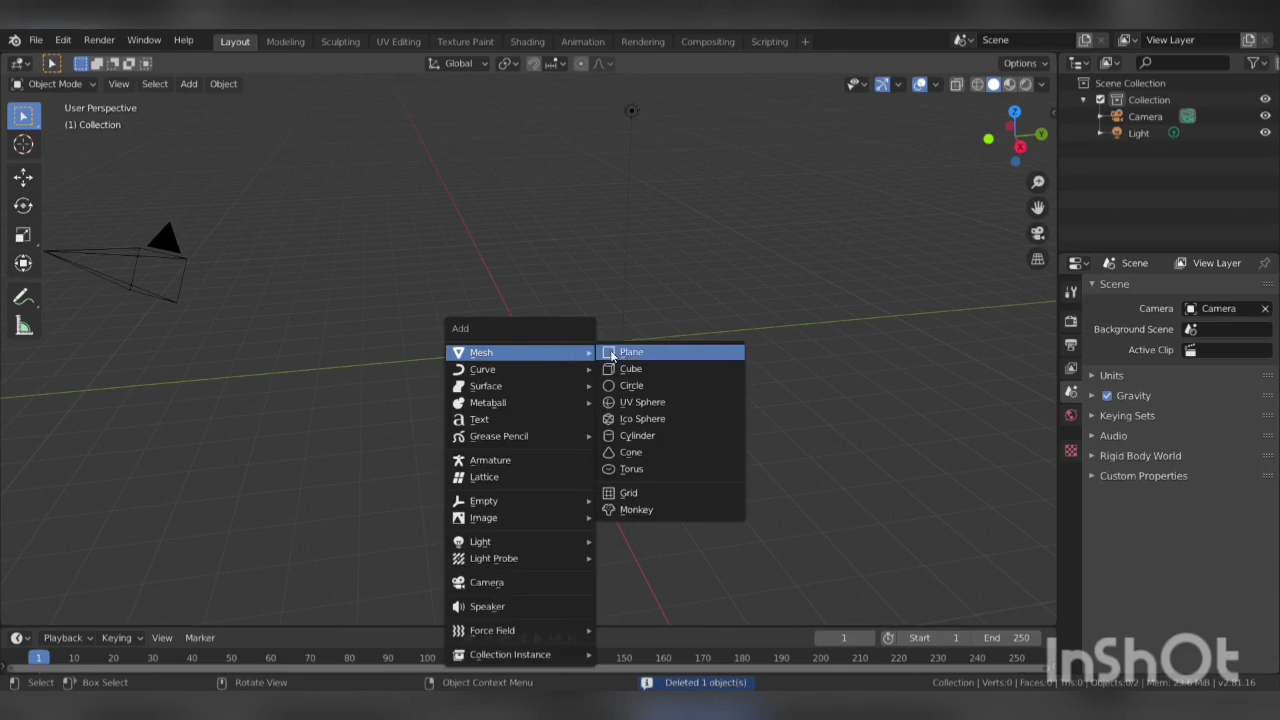 File Edit Render Window Help Layout Modeling Sculpting UV Editing Texture Paint Shading Animation Rendering Compositing Scripting + Scene View Layer
Global Options
Object Mode View Select Add Object
User Perspective
(1) Collection
Z
Y
X
Scene Collection
Collection
Camera
Light
Scene View Layer
Scene
Camera Camera
Background Scene
Active Clip
Units
Gravity
Keying Sets
Audio
Rigid Body World
Custom Properties
Add
Mesh
Curve
Surface
Metaball
Text
Grease Pencil
Armature
Lattice
Empty
Image
Light
Light Probe
Camera
Speaker
Force Field
Collection Instance
Plane
Cube
Circle
UV Sphere
Ico Sphere
Cylinder
Cone
Torus
Grid
Monkey
Playback Keying View Marker 1 Start 1 End 250
1 10 20 30 40 50 60 70 80 90 100 150 160 170 180 190 200 210 220 230 240 250
InShOt
Select Box Select Rotate View Object Context Menu Deleted 1 object(s) Collection | Verts:0 | Faces:0 | Tris:0 | Objects:0/2 | Mem: 23.6 MiB | v2.81.16